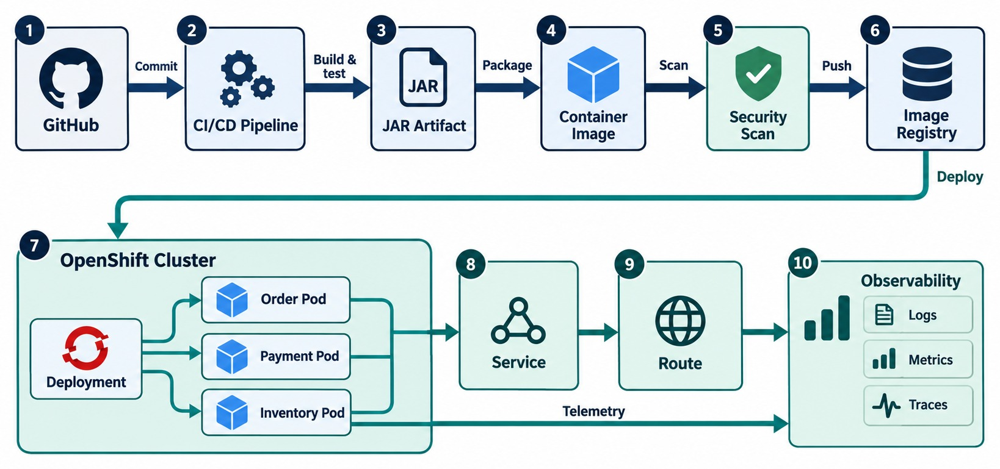 1
GitHub
Commit
2
CI/CD Pipeline
Build &
test
3
JAR
JAR Artifact
Package
4
Container
Image
Scan
5
Security
Scan
Push
6
Image
Registry
Deploy
7
OpenShift Cluster
Deployment
Order Pod
Payment Pod
Inventory Pod
8
Service
9
Route
Telemetry
10
Observability
Logs
Metrics
Traces